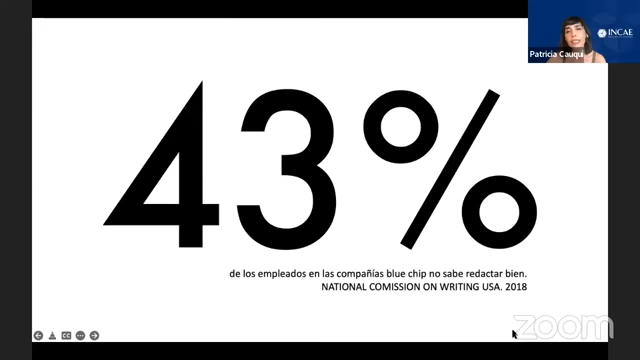 INCAE
Patricia Cauqui
43%
de los empleados en las compañías blue chip no sabe redactar bien.
NATIONAL COMISSION ON WRITING USA. 2018
CC
zoom